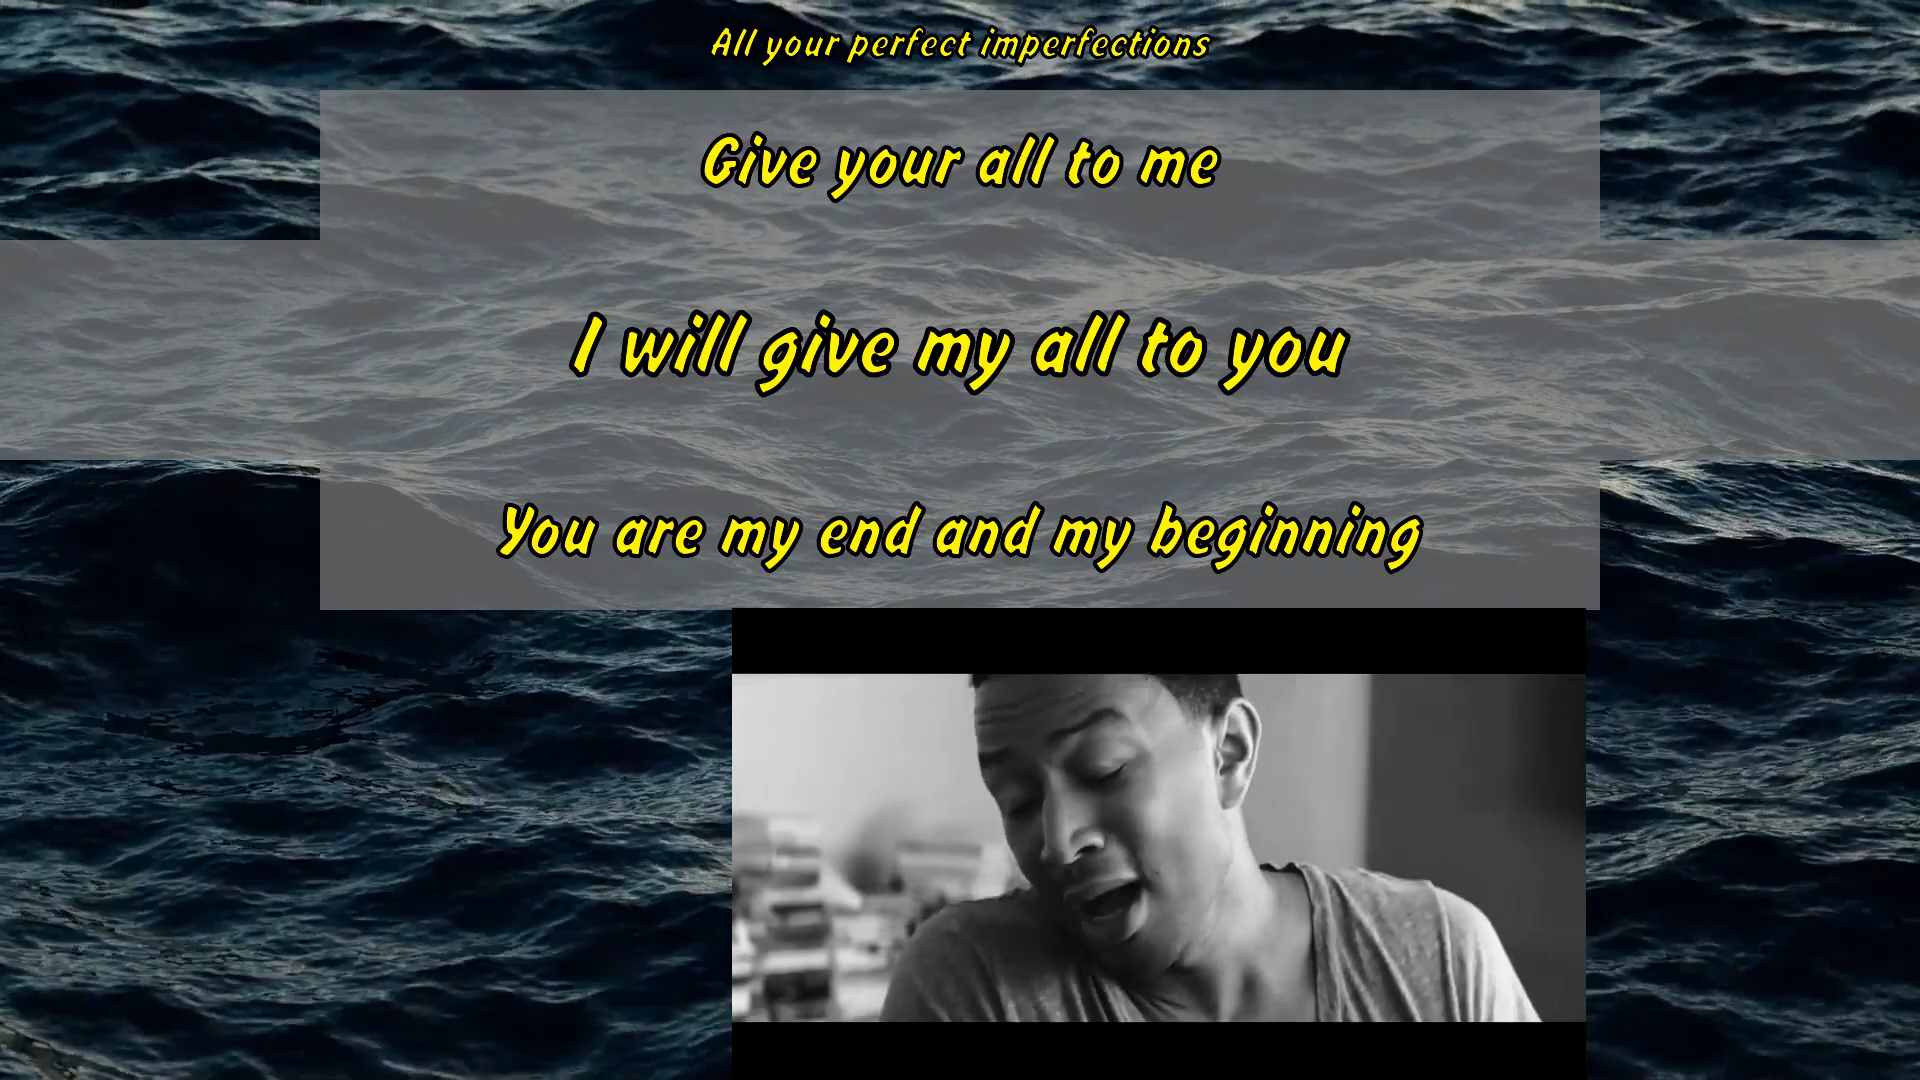 All your perfect imperfections
Give your all to me
I will give my all to you
You are my end and my beginning